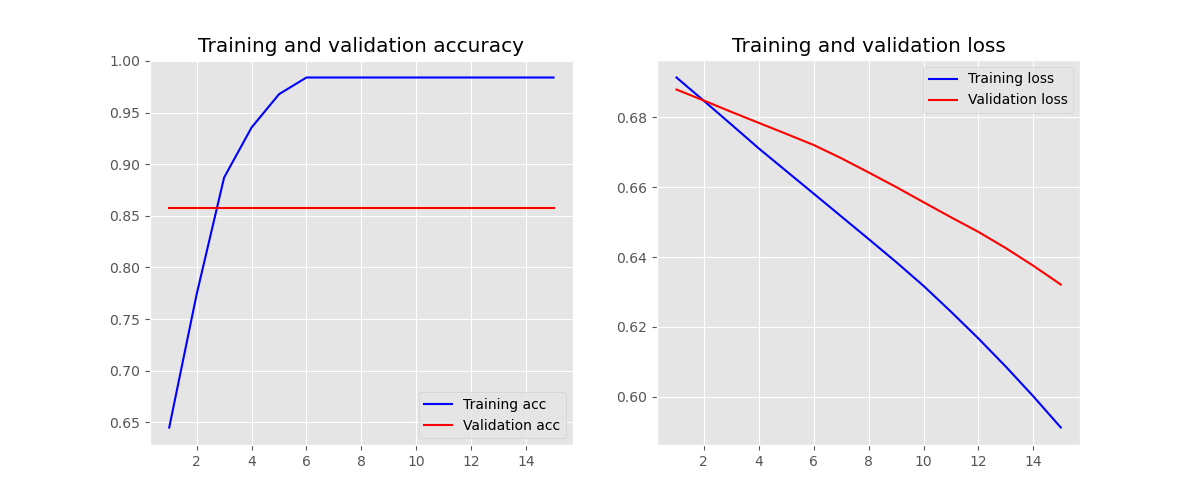 Training and validation accuracy
1.00
0.95
0.90
0.85
0.80
0.75
0.70
0.65
Training acc
Validation acc
2 4 6 8 10 12 14
Training and validation loss
Training loss
Validation loss
0.68
0.66
0.64
0.62
0.60
2 4 6 8 10 12 14